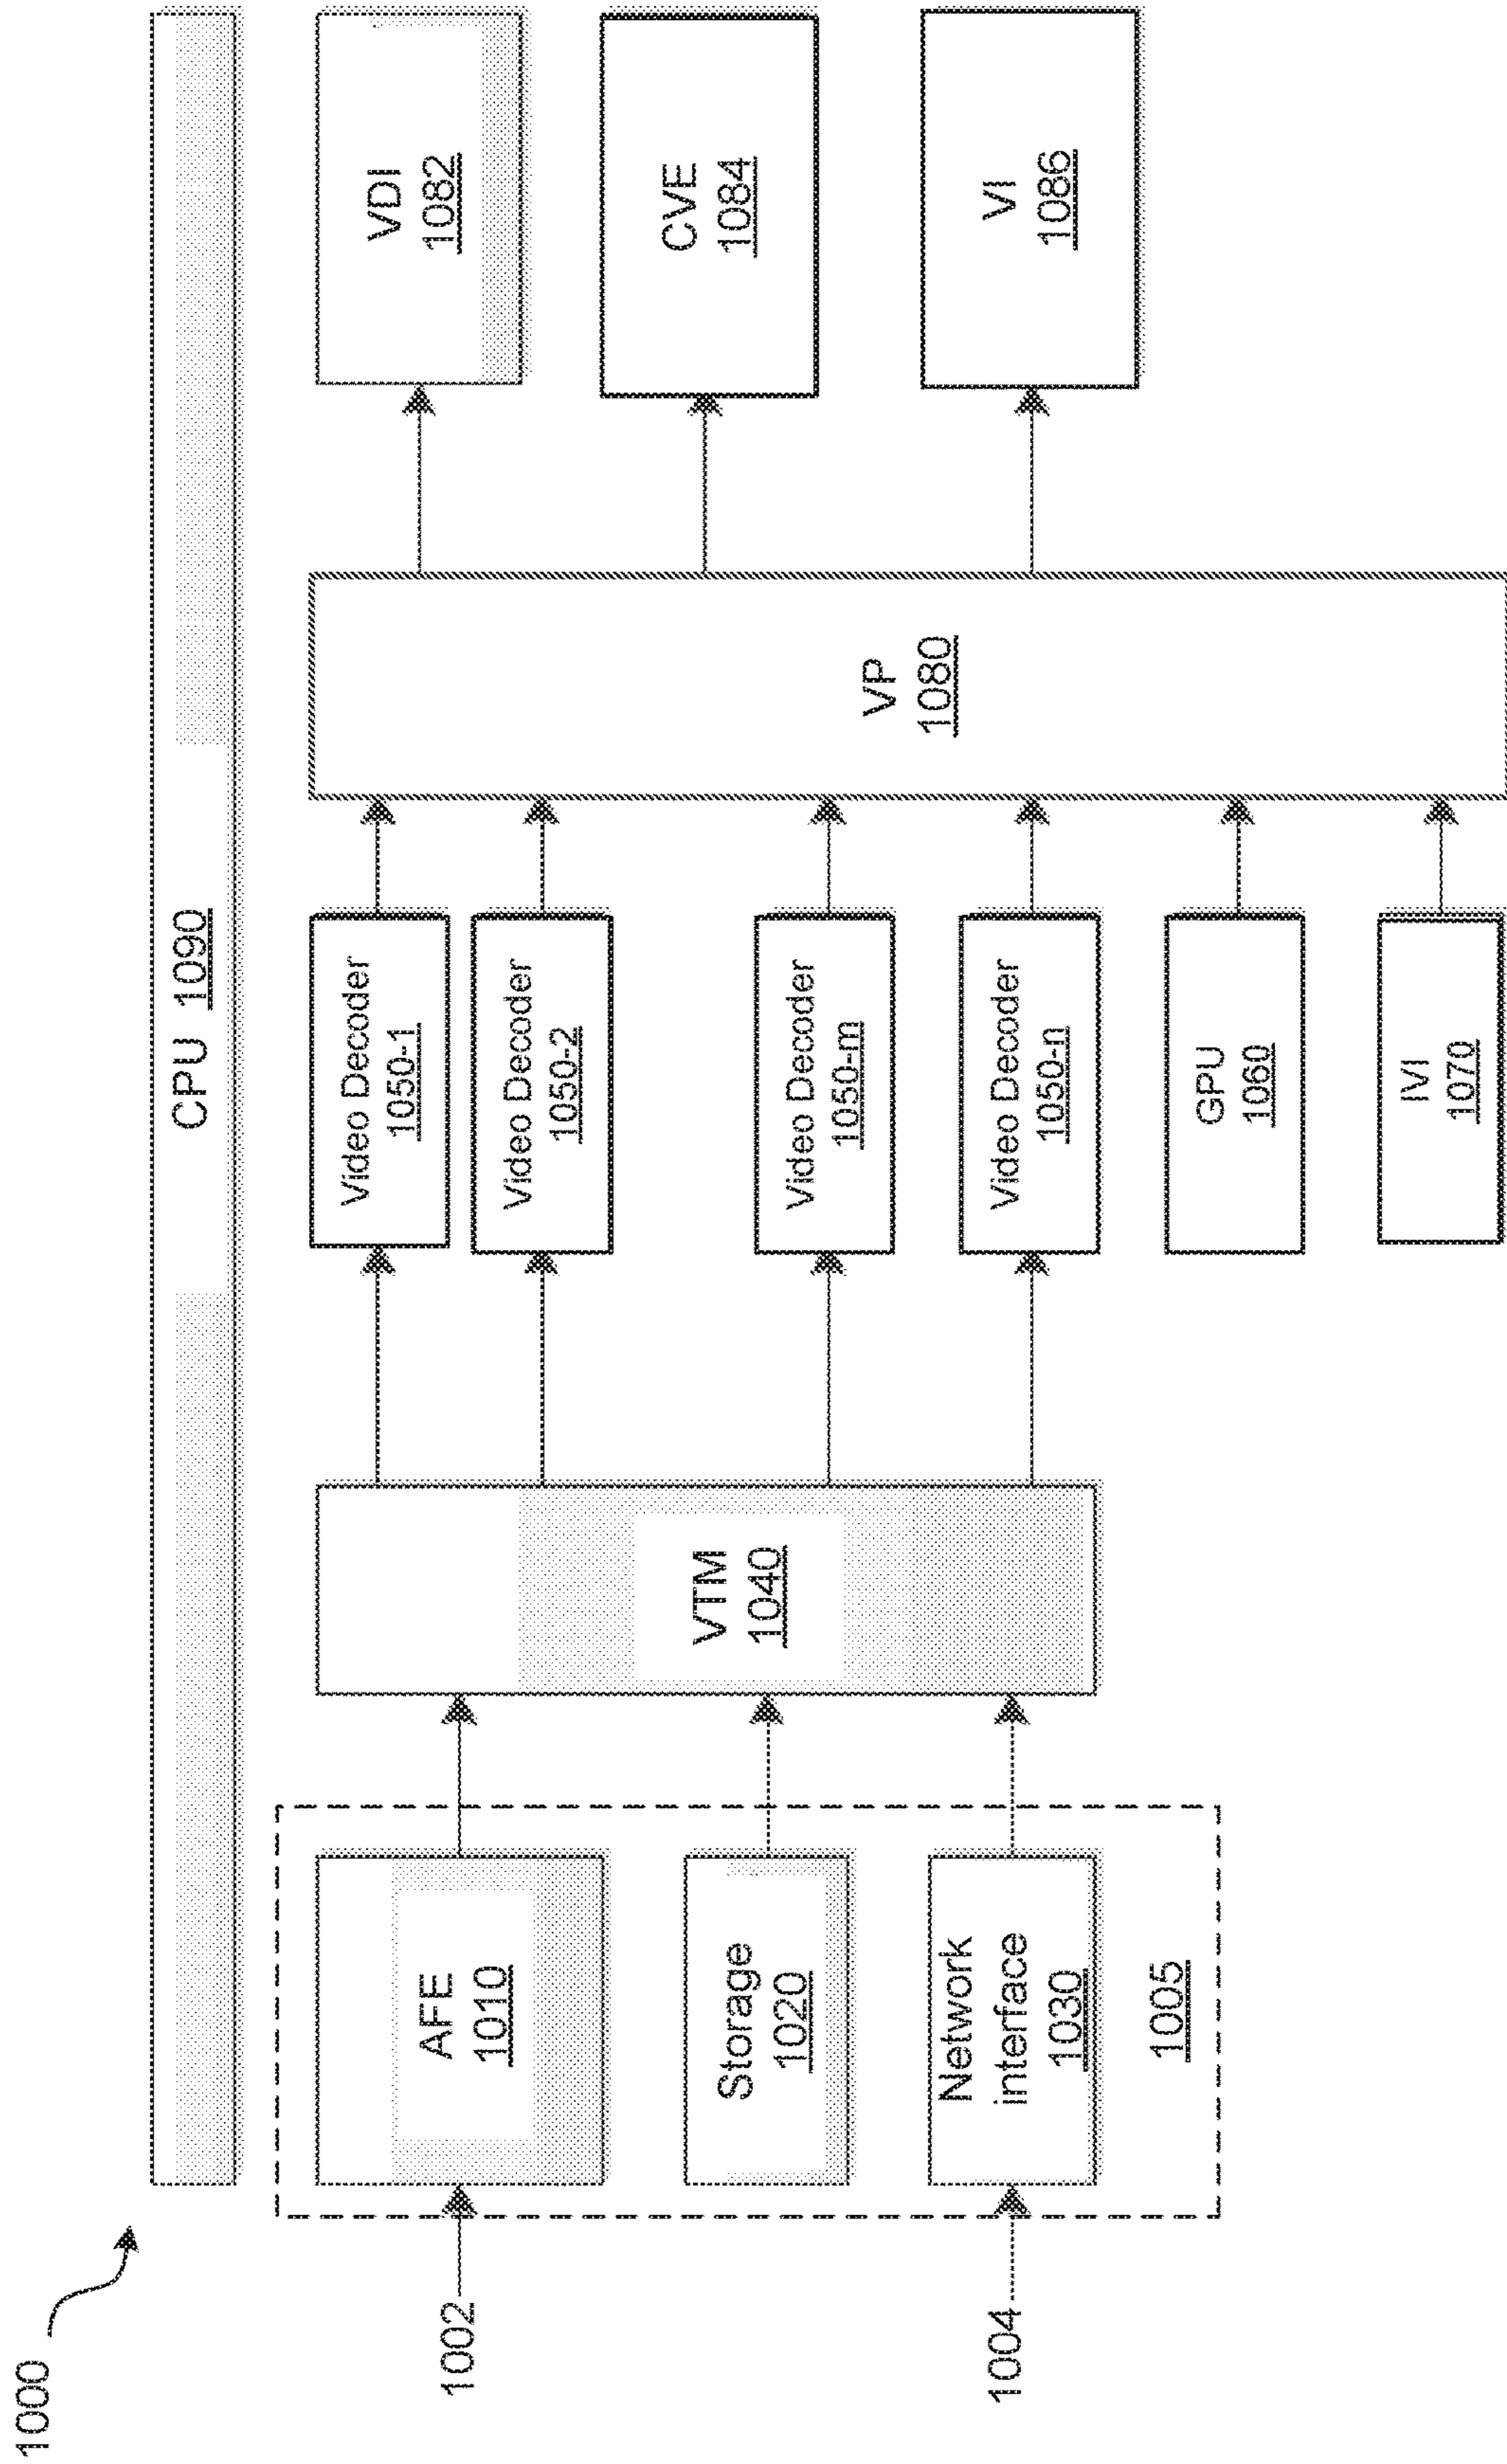 1000
CPU 1090
1002
1004
AFE
1010
Storage
1020
Network
interface
1030
1005
VTM
1040
Video Decoder
1050-1
Video Decoder
1050-2
Video Decoder
1050-m
Video Decoder
1050-n
GPU
1060
IVI
1070
VP
1080
VDI
1082
CVE
1084
VI
1086